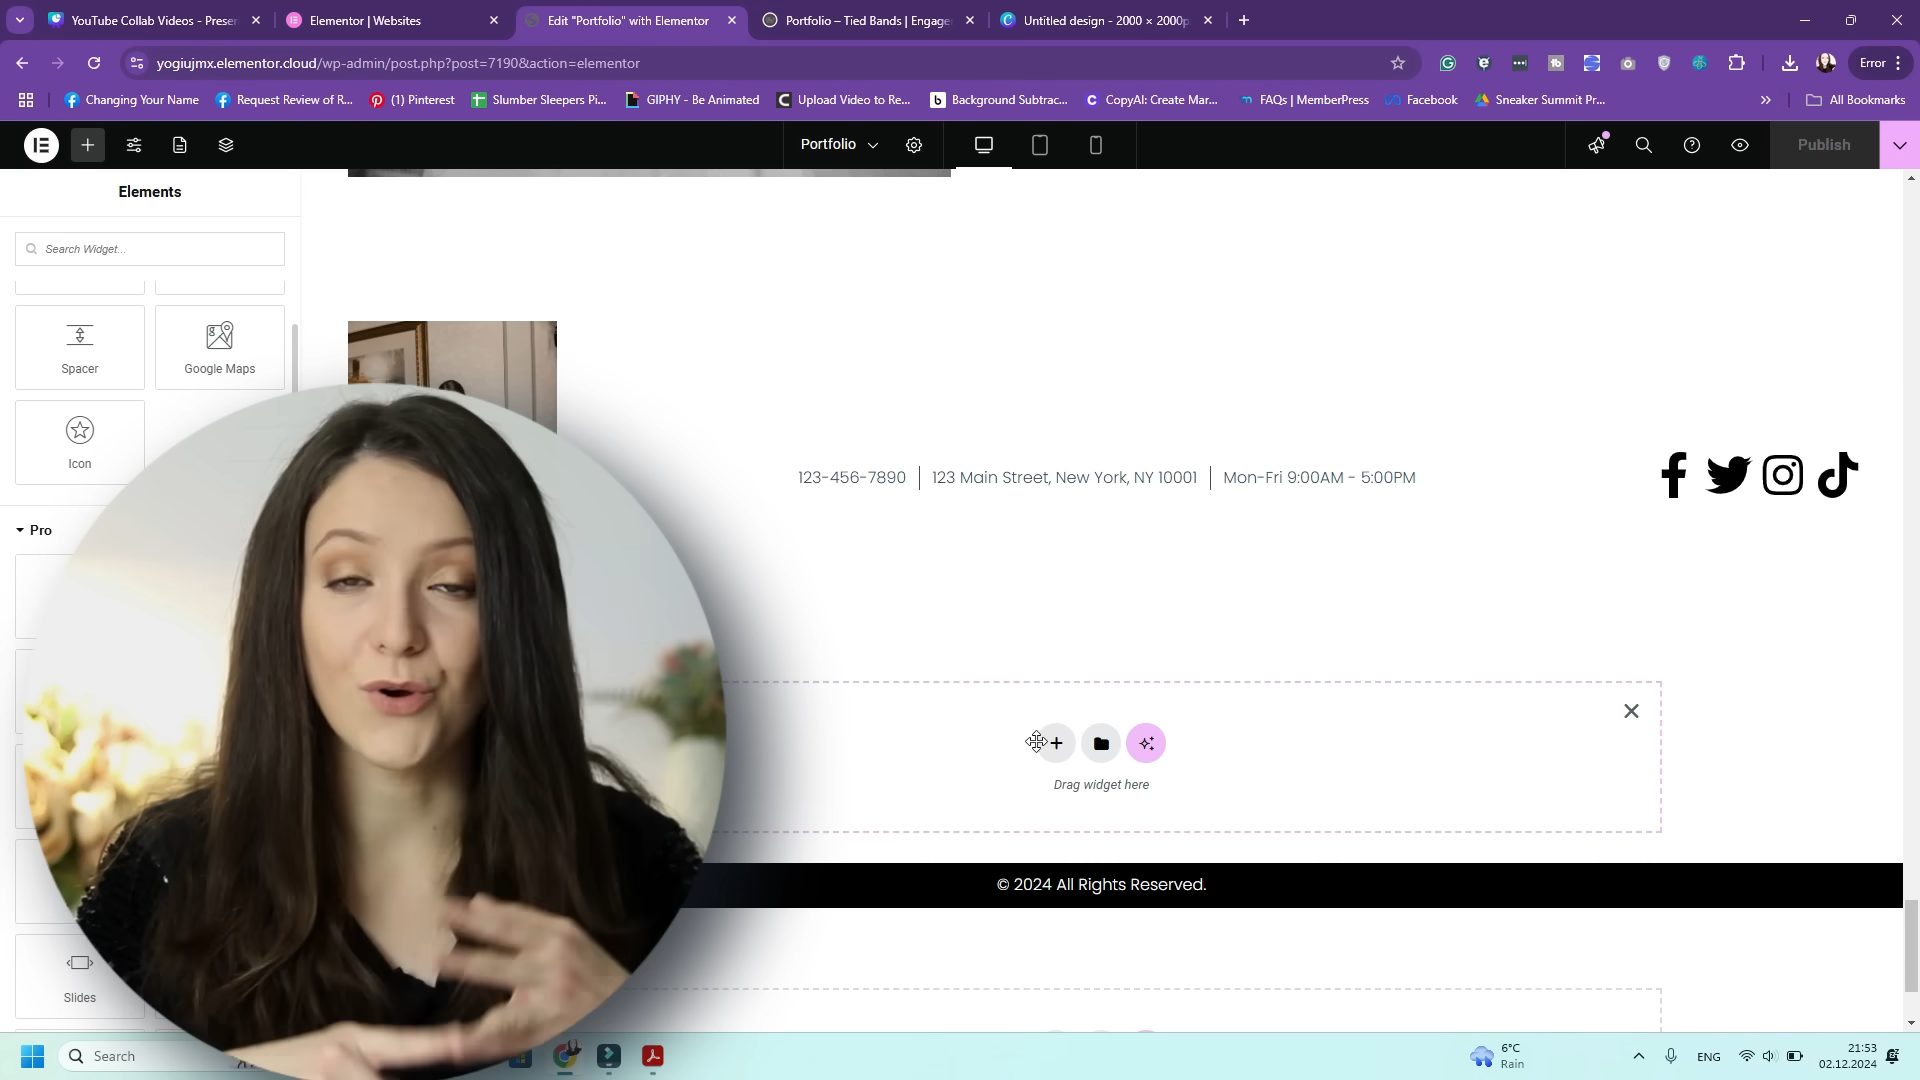 YouTube Collab Videos - Presen
Elementor | Websites
Edit "Portfolio" with Elementor
Portfolio – Tied Bands | Engage
Untitled design - 2000 × 2000p
yogiujmx.elementor.cloud/wp-admin/post.php?post=7190&action=elementor
Error
Changing Your Name
Request Review of R...
(1) Pinterest
Slumber Sleepers Pi...
GIPHY - Be Animated
Upload Video to Re...
Background Subtrac...
CopyAI: Create Mar...
FAQs | MemberPress
Facebook
Sneaker Summit Pr...
All Bookmarks
Portfolio
Publish
Elements
Search Widget...
Spacer
Google Maps
Icon
Pro
Slides
123-456-7890
123 Main Street, New York, NY 10001
Mon-Fri 9:00AM - 5:00PM
Drag widget here
© 2024 All Rights Reserved.
Search
6°C
Rain
ENG
21:53
02.12.2024